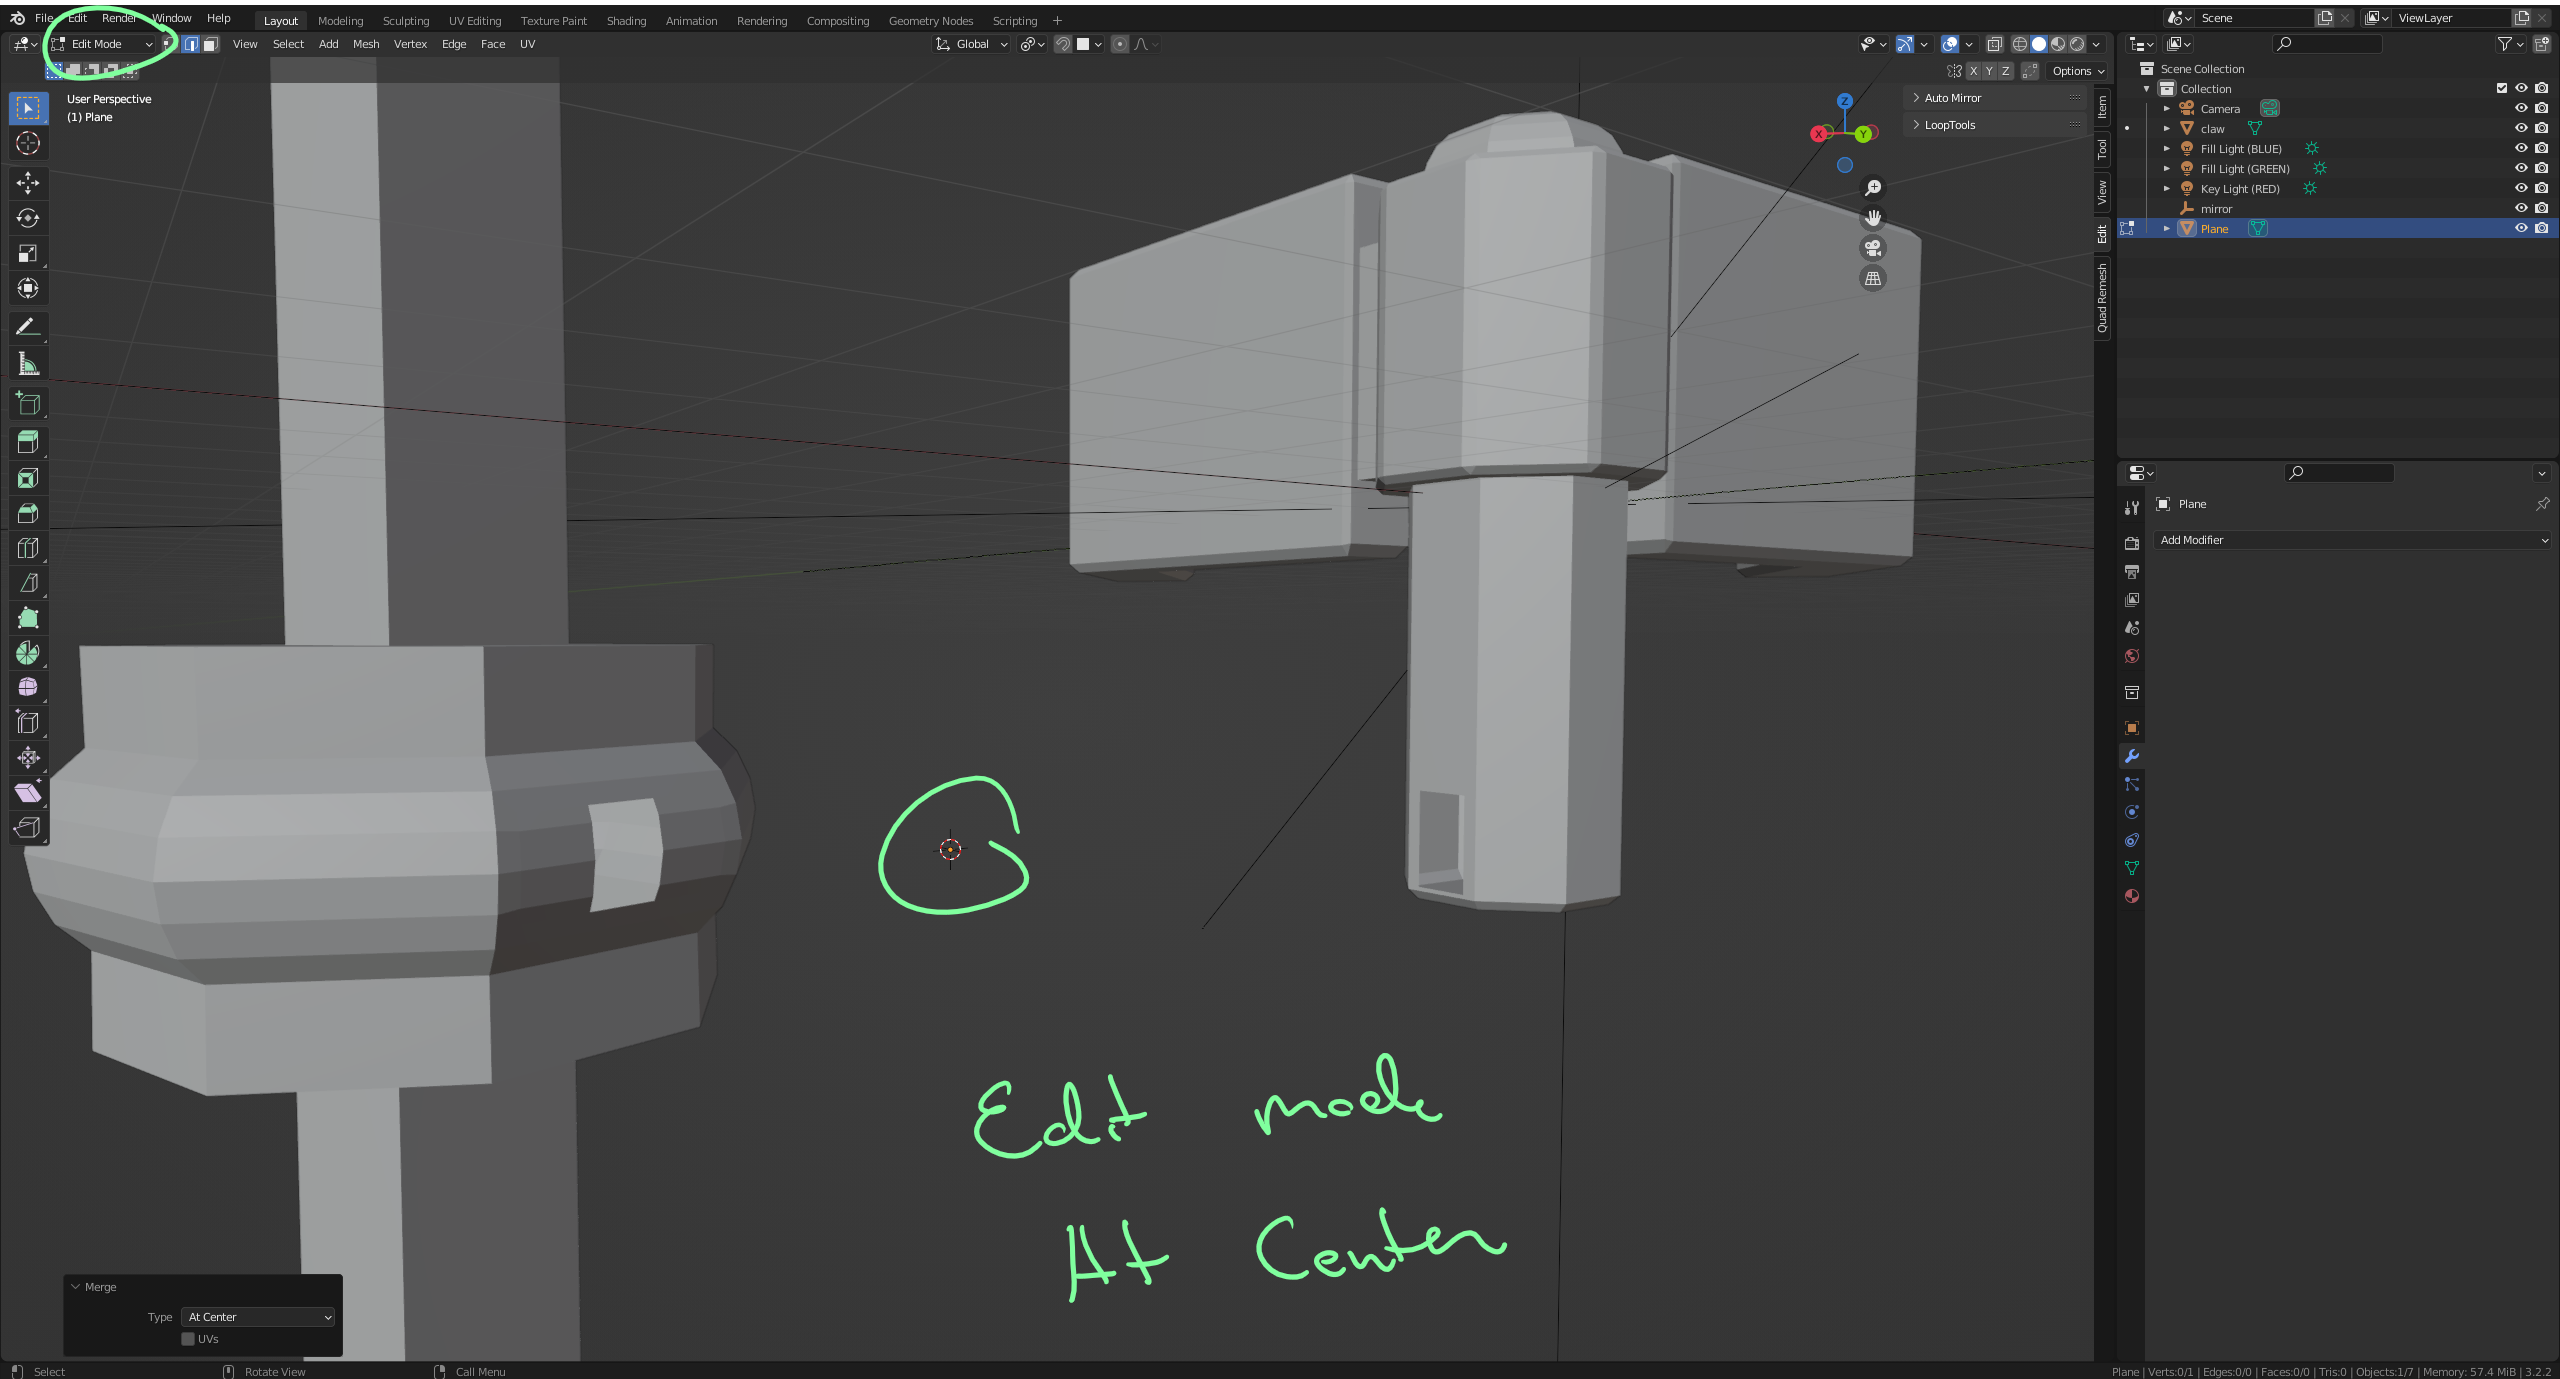 File Edit Render Window Help Layout Modeling Sculpting UV Editing Texture Paint Shading Animation Rendering Compositing Geometry Nodes Scripting + Scene ViewLayer
Edit Mode View Select Add Mesh Vertex Edge Face UV Global
X Y Z Options
User Perspective
(1) Plane
Auto Mirror
LoopTools
Z
X
Y
Item
Tool
View
Edit
Quad Remesh
Scene Collection
Collection
Camera
claw
Fill Light (BLUE)
Fill Light (GREEN)
Key Light (RED)
mirror
Plane
Plane
Add Modifier
Edit mode
At Center
Merge
Type At Center
UVs
Select Rotate View Call Menu Plane | Verts:0/1 | Edges:0/0 | Faces:0/0 | Tris:0 | Objects:1/7 | Memory: 57.4 MiB | 3.2.2